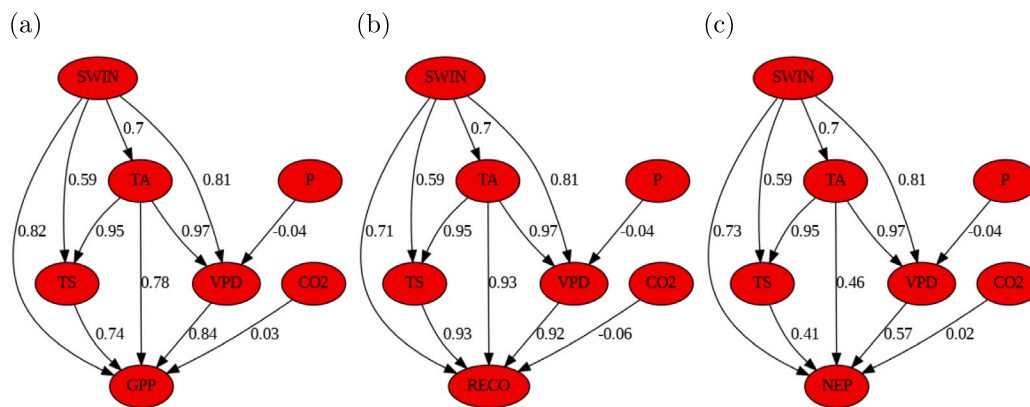 (a)
SWIN
0.7
TA
P
0.59
0.81
0.82
0.95
0.97
-0.04
TS
VPD
CO2
0.78
0.74
0.84
0.03
GPP
(b)
SWIN
0.7
TA
P
0.59
0.81
0.71
0.95
0.97
-0.04
TS
VPD
CO2
0.93
0.93
0.92
-0.06
RECO
(c)
SWIN
0.7
TA
P
0.59
0.81
0.73
0.95
0.97
-0.04
TS
VPD
CO2
0.46
0.41
0.57
0.02
NEP